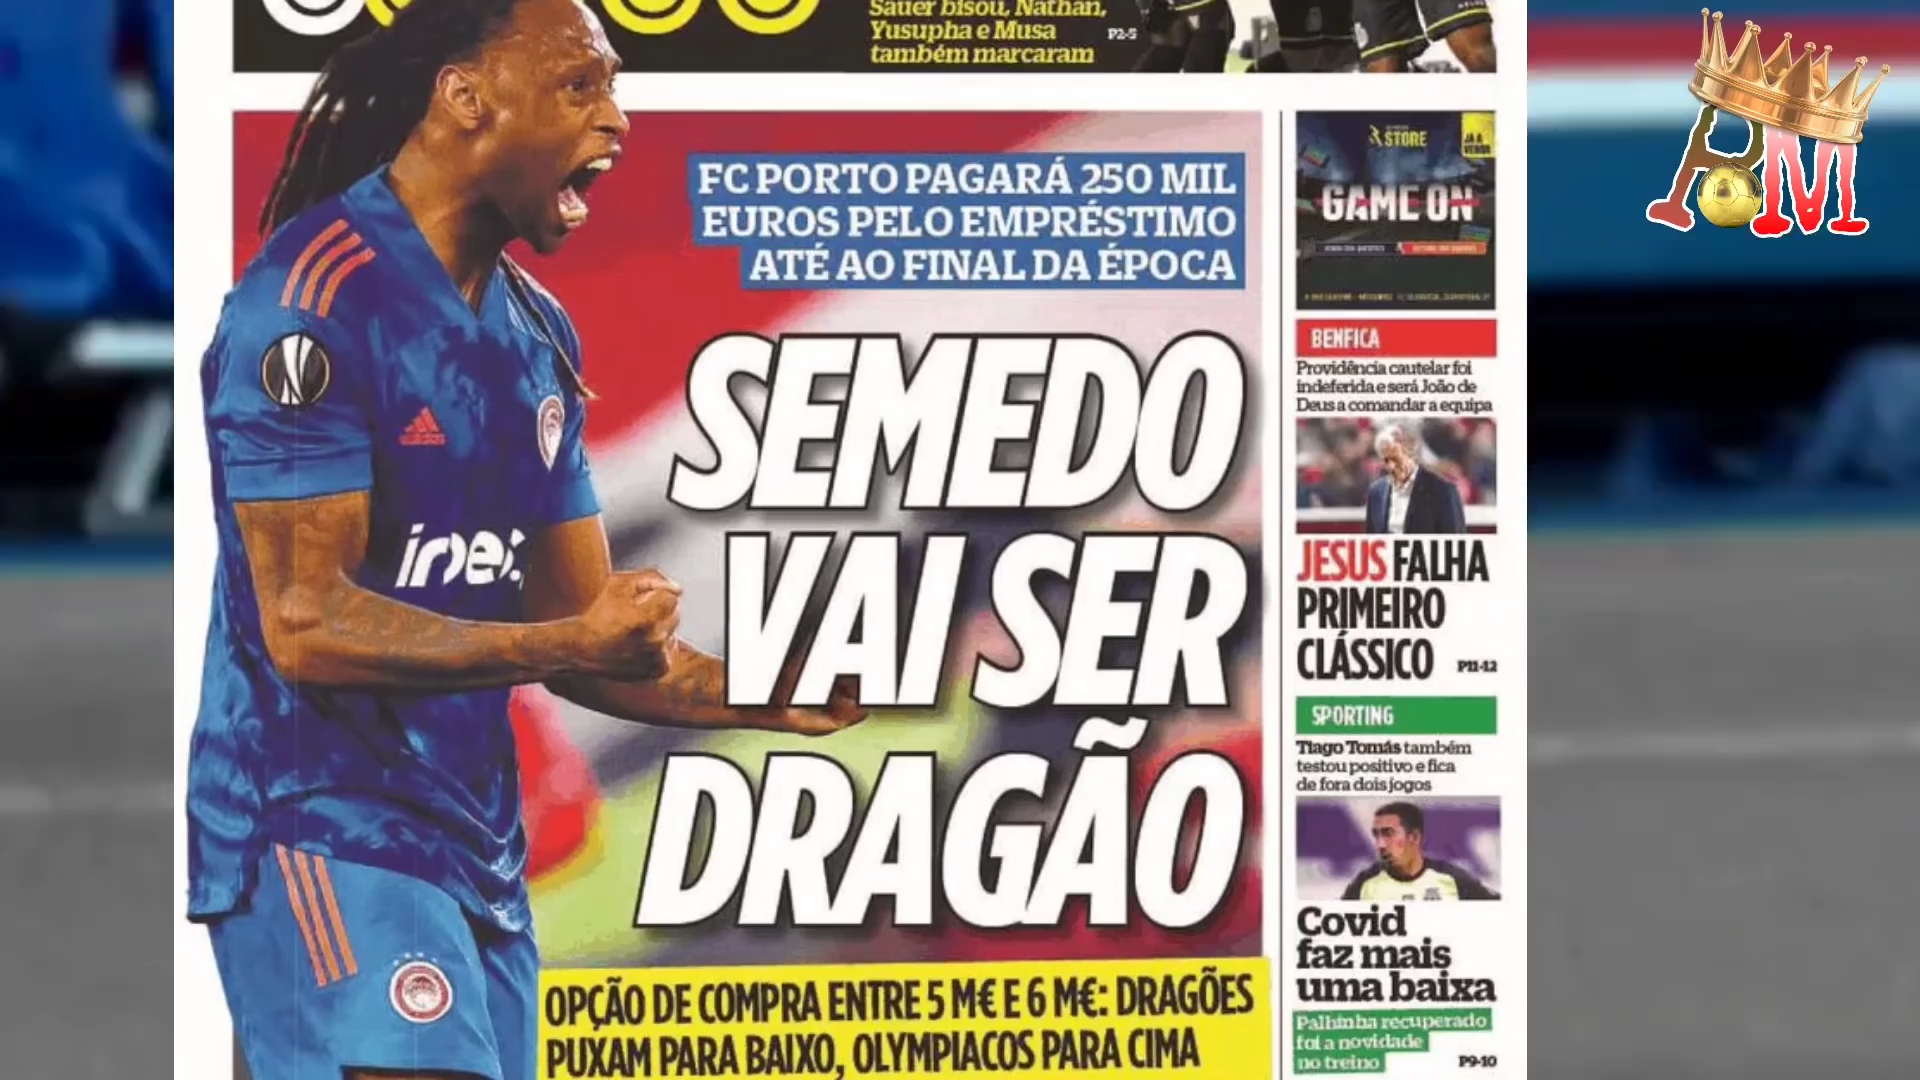 Sauer bisou, Nathan,
Yusupha e Musa
também marcaram
P2-5
FC PORTO PAGARÁ 250 MIL
EUROS PELO EMPRÉSTIMO
ATÉ AO FINAL DA ÉPOCA
SEMEDO
VAI SER
DRAGÃO
OPÇÃO DE COMPRA ENTRE 5 M€ E 6 M€: DRAGÕES
PUXAM PARA BAIXO, OLYMPIACOS PARA CIMA
adidas
STORE
JÁ À
VENDA
GAME ON
BENFICA
Providência cautelar foi
indeferida e será João de
Deus a comandar a equipa
JESUS FALHA
PRIMEIRO
CLÁSSICO
P11-12
SPORTING
Tiago Tomás também
testou positivo e fica
de fora dois jogos
Covid
faz mais
uma baixa
Palhinha recuperado
foi a novidade
no treino
P9-10